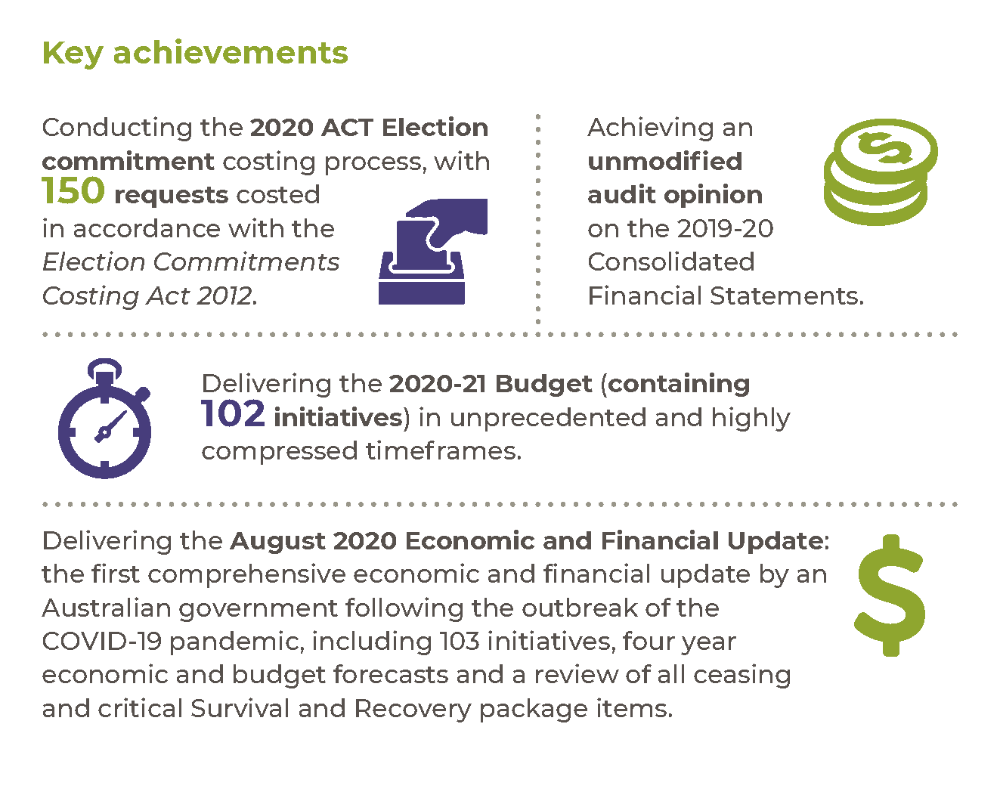 Key achievements
Conducting the 2020 ACT Election
commitment costing process, with
150 requests costed
in accordance with the
Election Commitments
Costing Act 2012.
Achieving an
unmodified
audit opinion
on the 2019-20
Consolidated
Financial Statements.
Delivering the 2020-21 Budget (containing
102 initiatives) in unprecedented and highly
compressed timeframes.
Delivering the August 2020 Economic and Financial Update:
the first comprehensive economic and financial update by an
Australian government following the outbreak of the
COVID-19 pandemic, including 103 initiatives, four year
economic and budget forecasts and a review of all ceasing
and critical Survival and Recovery package items.
$
$